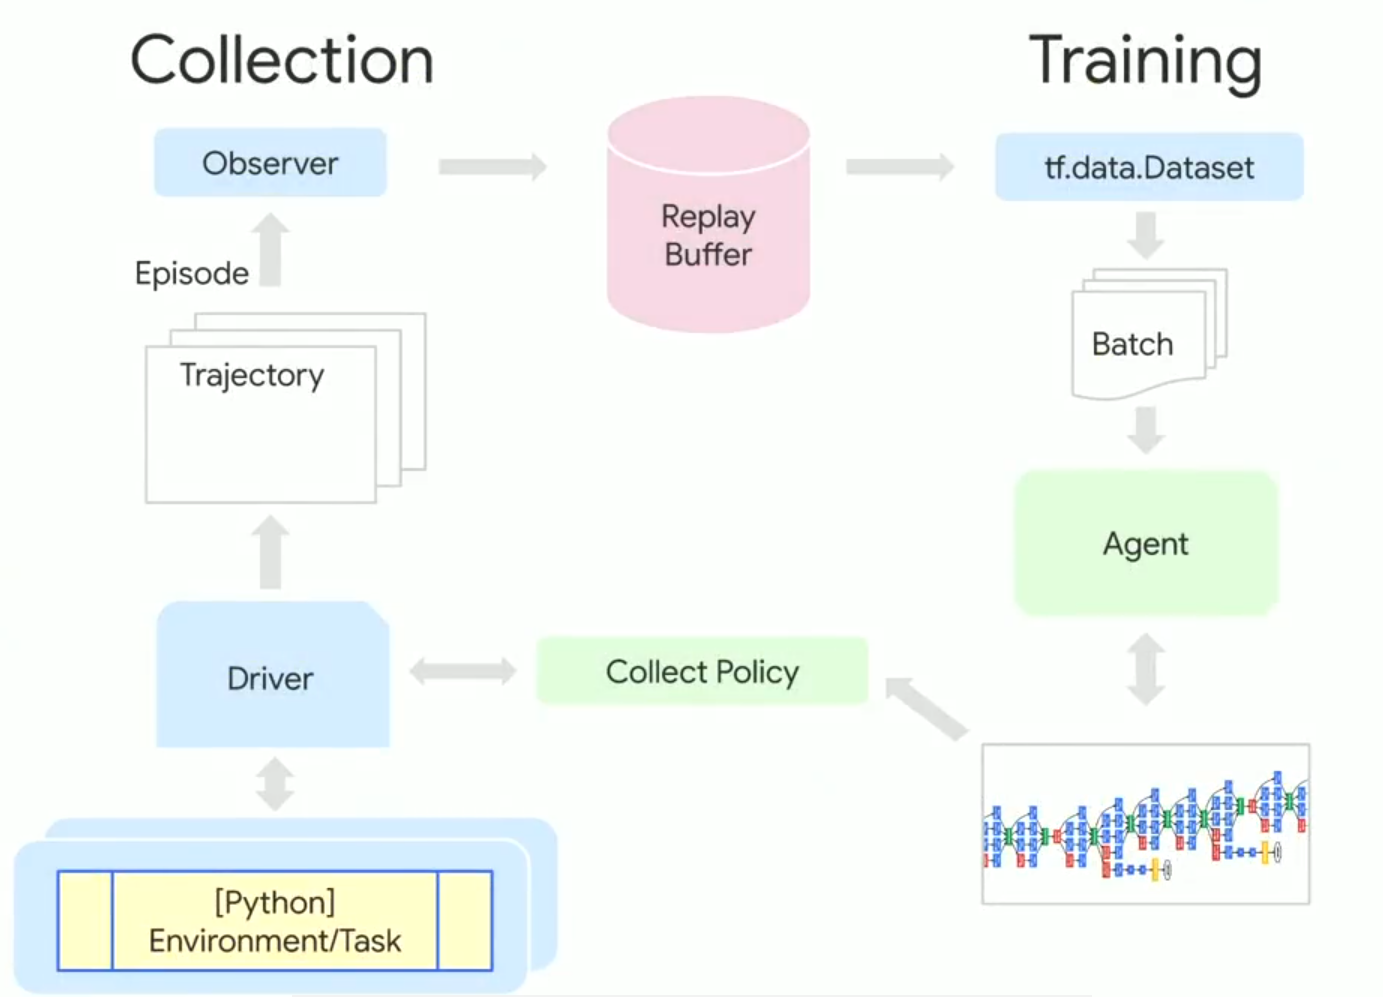 Collection
Training
Observer
Replay
Buffer
tf.data.Dataset
Episode
Trajectory
Batch
Agent
Driver
Collect Policy
[Python]
Environment/Task